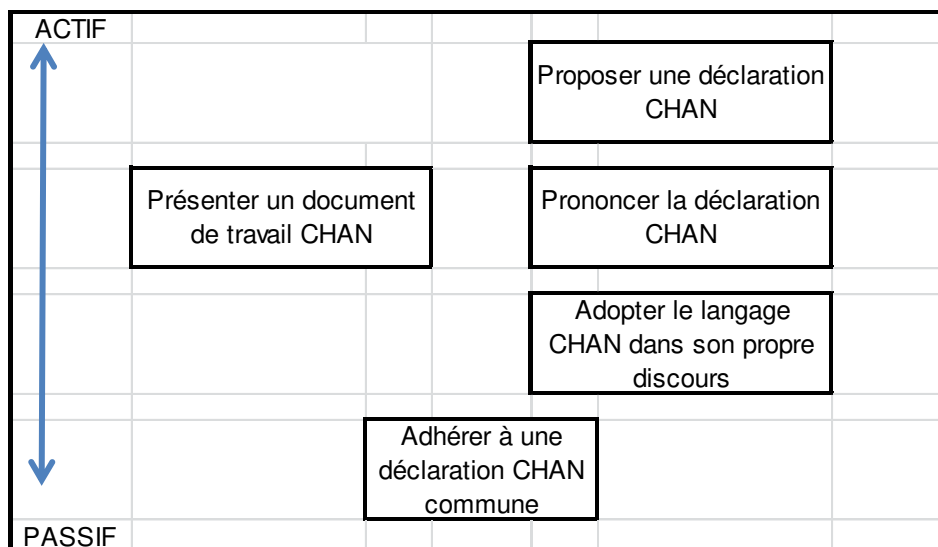 ACTIF
Proposer une déclaration
CHAN
Présenter un document
de travail CHAN
Prononcer la déclaration
CHAN
Adopter le langage
CHAN dans son propre
discours
Adhérer à une
déclaration CHAN
commune
PASSIF